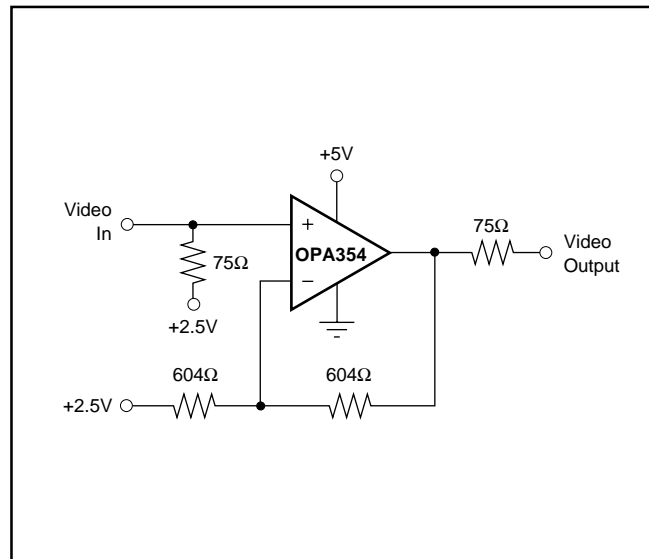 +5V
Video
In
+
OPA354
–
75Ω
+2.5V
75Ω
Video
Output
604Ω
604Ω
+2.5V